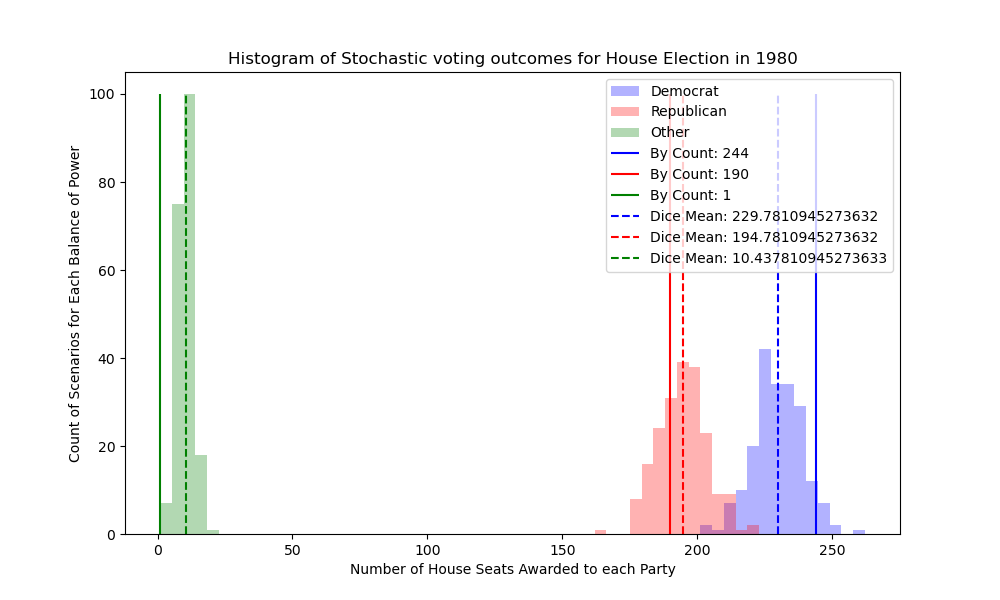 Histogram of Stochastic voting outcomes for House Election in 1980
Count of Scenarios for Each Balance of Power
100
80
60
40
20
0
Democrat
Republican
Other
By Count: 244
By Count: 190
By Count: 1
Dice Mean: 229.7810945273632
Dice Mean: 194.7810945273632
Dice Mean: 10.437810945273633
0 50 100 150 200 250
Number of House Seats Awarded to each Party